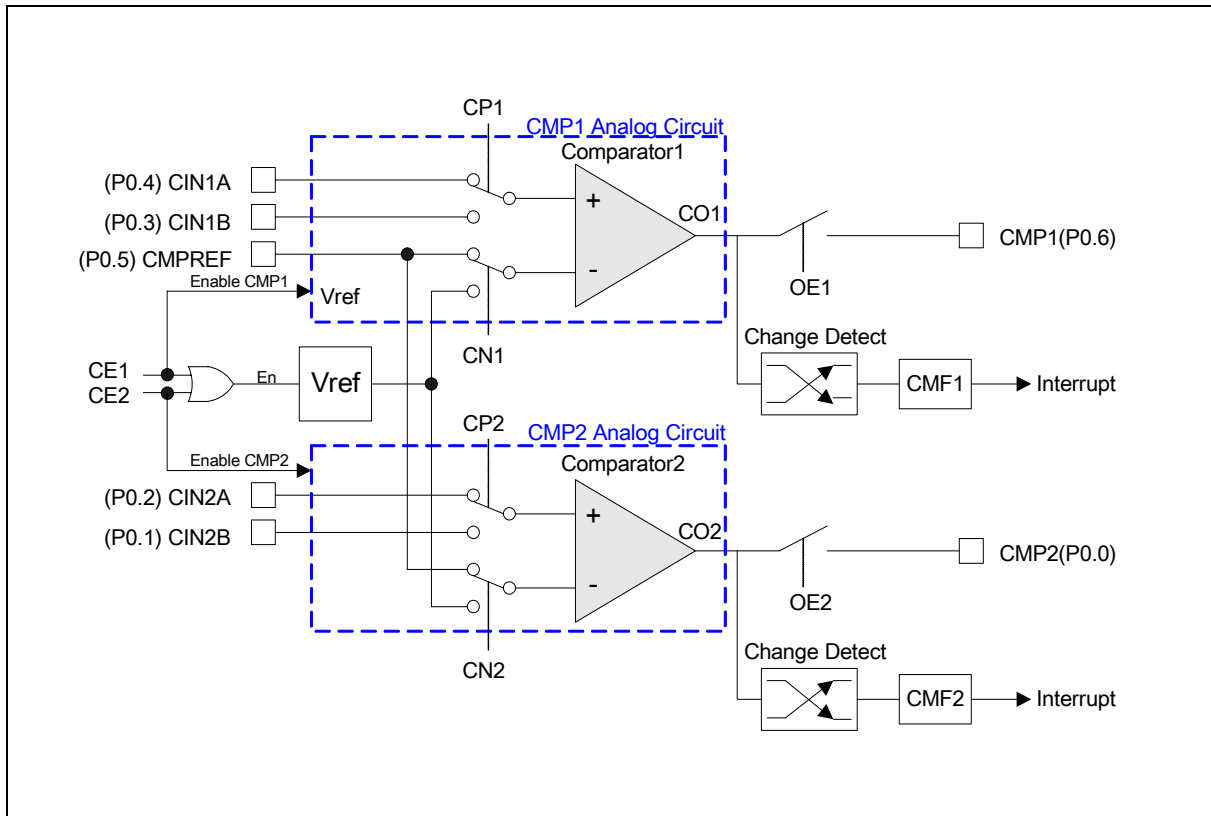 CP1
CMP1 Analog Circuit
Comparator1
(P0.4) CIN1A
+
CO1
(P0.3) CIN1B
CMP1(P0.6)
(P0.5) CMPREF
-
Enable CMP1
Vref
OE1
CN1
Change Detect
CE1
CE2
En
Vref
CMF1
Interrupt
CP2
CMP2 Analog Circuit
Enable CMP2
Comparator2
(P0.2) CIN2A
+
CO2
(P0.1) CIN2B
CMP2(P0.0)
-
OE2
CN2
Change Detect
CMF2
Interrupt